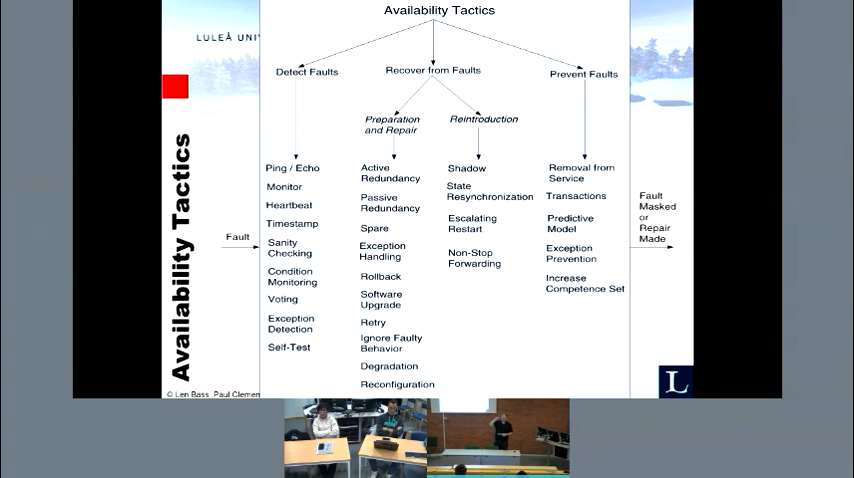 Availability Tactics
LULEÅ UNI
Detect Faults
Recover from Faults
Prevent Faults
Preparation
and Repair
Reintroduction
Availability Tactics
Fault
Ping / Echo
Monitor
Heartbeat
Timestamp
Sanity
Checking
Condition
Monitoring
Voting
Exception
Detection
Self-Test
Active
Redundancy
Passive
Redundancy
Spare
Exception
Handling
Rollback
Software
Upgrade
Retry
Ignore Faulty
Behavior
Degradation
Reconfiguration
Shadow
State
Resynchronization
Escalating
Restart
Non-Stop
Forwarding
Removal from
Service
Transactions
Predictive
Model
Exception
Prevention
Increase
Competence Set
Fault
Masked
or
Repair
Made
L
© Len Bass, Paul Clemen